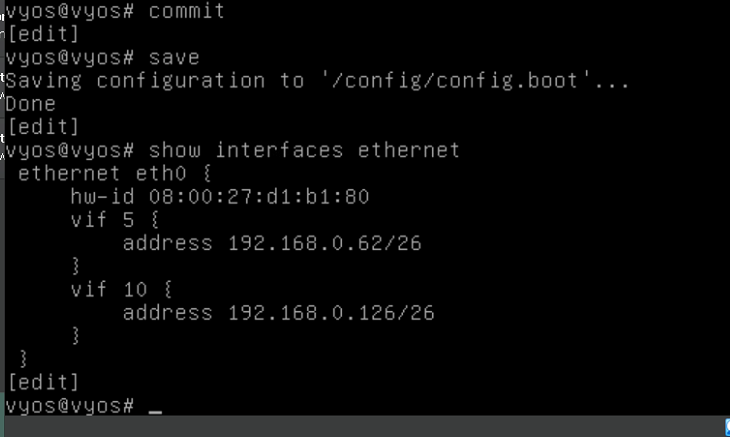 vyos@vyos# commit
[edit]
vyos@vyos# save
Saving configuration to '/config/config.boot'...
Done
[edit]
vyos@vyos# show interfaces ethernet
 ethernet eth0 {
     hw-id 08:00:27:d1:b1:80
     vif 5 {
         address 192.168.0.62/26
     }
     vif 10 {
         address 192.168.0.126/26
     }
 }
[edit]
vyos@vyos# _